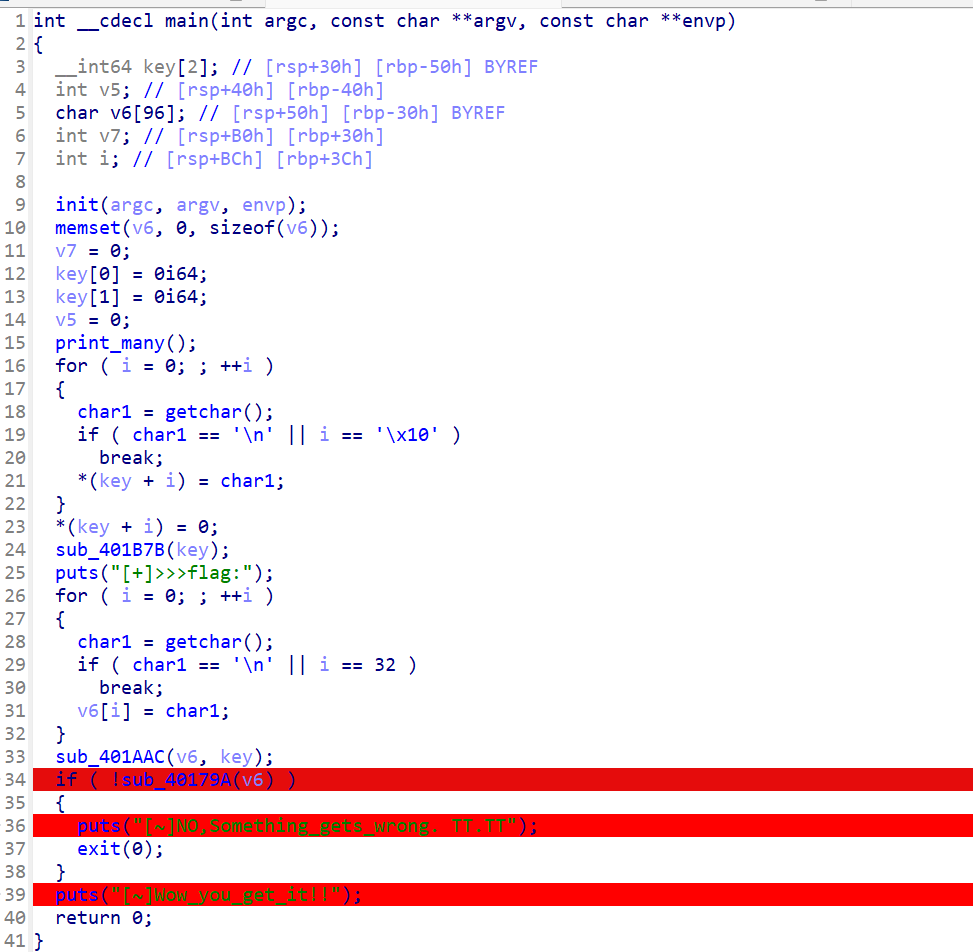 1 int __cdecl main(int argc, const char **argv, const char **envp)
2 {
3   __int64 key[2]; // [rsp+30h] [rbp-50h] BYREF
4   int v5; // [rsp+40h] [rbp-40h]
5   char v6[96]; // [rsp+50h] [rbp-30h] BYREF
6   int v7; // [rsp+B0h] [rbp+30h]
7   int i; // [rsp+BCh] [rbp+3Ch]
8
9   init(argc, argv, envp);
10   memset(v6, 0, sizeof(v6));
11   v7 = 0;
12   key[0] = 0i64;
13   key[1] = 0i64;
14   v5 = 0;
15   print_many();
16   for ( i = 0; ; ++i )
17   {
18     char1 = getchar();
19     if ( char1 == '\n' || i == '\x10' )
20       break;
21     *(key + i) = char1;
22   }
23   *(key + i) = 0;
24   sub_401B7B(key);
25   puts("[+]>>>flag:");
26   for ( i = 0; ; ++i )
27   {
28     char1 = getchar();
29     if ( char1 == '\n' || i == 32 )
30       break;
31     v6[i] = char1;
32   }
33   sub_401AAC(v6, key);
34   if ( !sub_40179A(v6) )
35   {
36     puts("[~]NO,Something_gets_wrong. TT.TT");
37     exit(0);
38   }
39   puts("[~]Wow_you_get_it!!");
40   return 0;
41 }